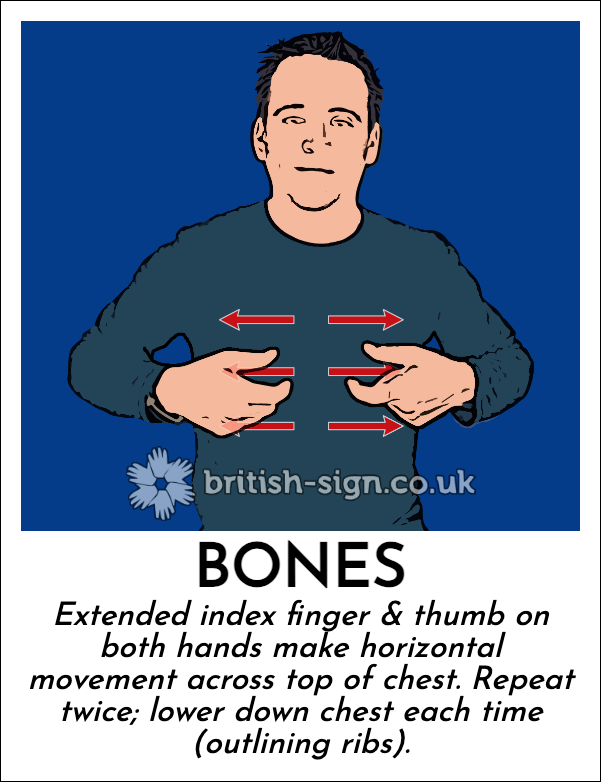 british-sign.co.uk
BONES
Extended index finger & thumb on
both hands make horizontal
movement across top of chest. Repeat
twice; lower down chest each time
(outlining ribs).